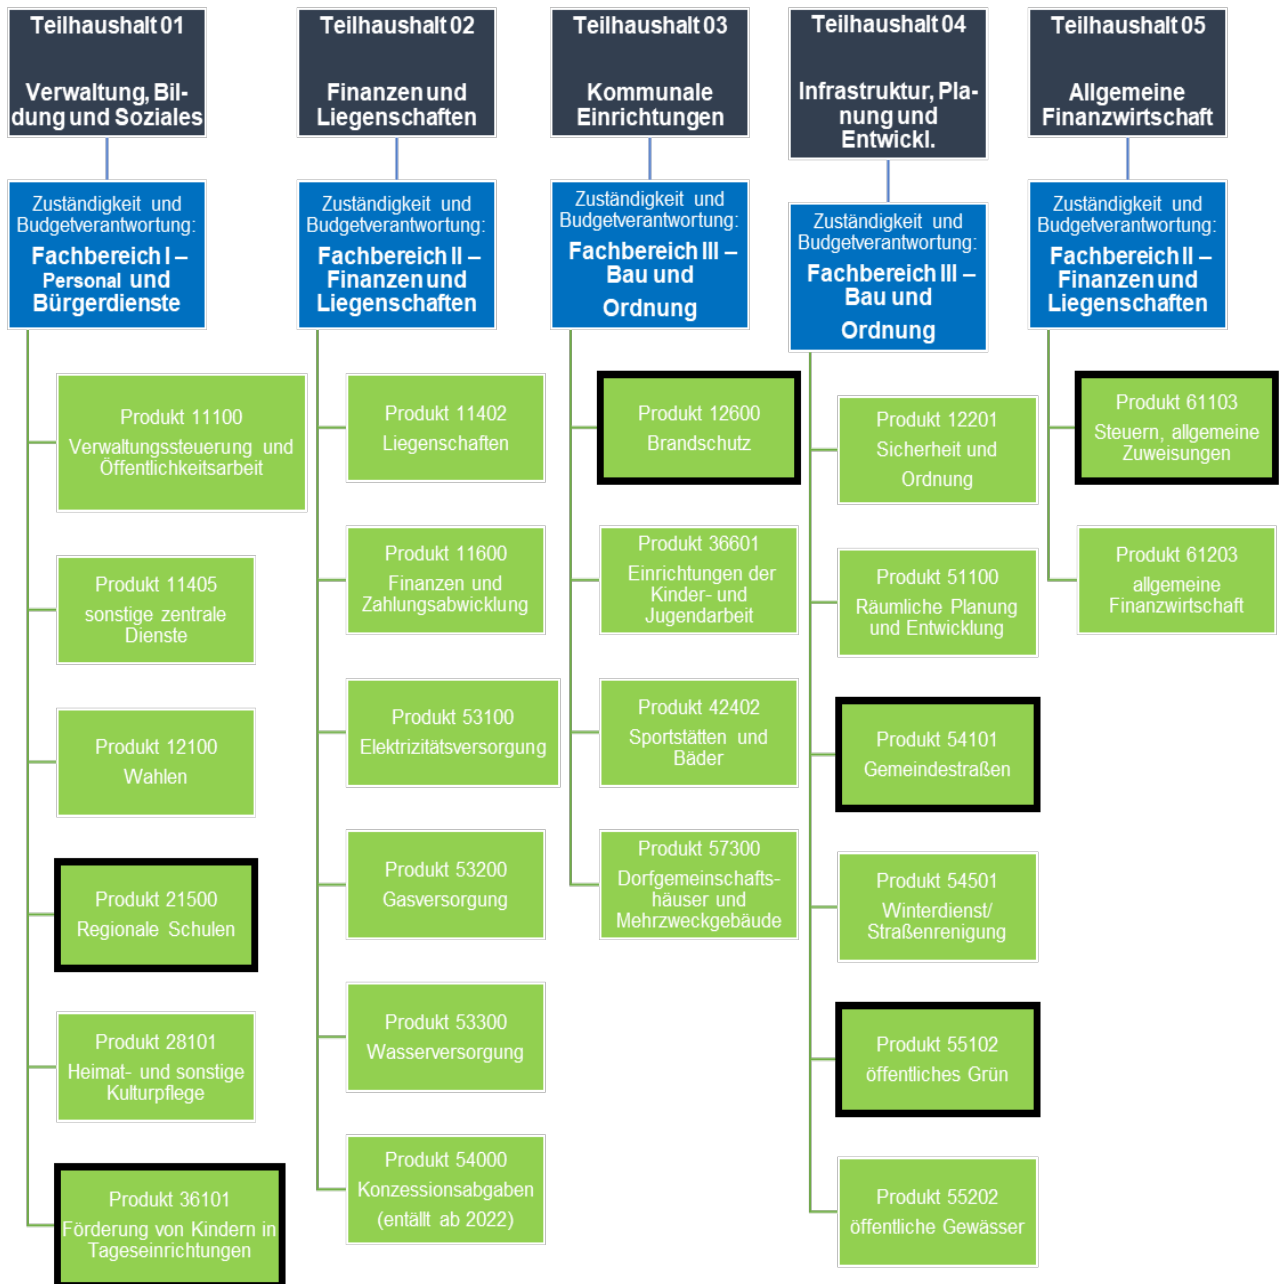 Teilhaushalt 01
Verwaltung, Bil-
dung und Soziales
Zuständigkeit und
Budgetverantwortung:
Fachbereich I –
Personal und
Bürgerdienste
Produkt 11100
Verwaltungssteuerung und
Öffentlichkeitsarbeit
Produkt 11405
sonstige zentrale
Dienste
Produkt 12100
Wahlen
Produkt 21500
Regionale Schulen
Produkt 28101
Heimat- und sonstige
Kulturpflege
Produkt 36101
Förderung von Kindern in
Tageseinrichtungen
Teilhaushalt 02
Finanzen und
Liegenschaften
Zuständigkeit und
Budgetverantwortung:
Fachbereich II –
Finanzen und
Liegenschaften
Produkt 11402
Liegenschaften
Produkt 11600
Finanzen und
Zahlungsabwicklung
Produkt 53100
Elektrizitätsversorgung
Produkt 53200
Gasversorgung
Produkt 53300
Wasserversorgung
Produkt 54000
Konzessionsabgaben
(entällt ab 2022)
Teilhaushalt 03
Kommunale
Einrichtungen
Zuständigkeit und
Budgetverantwortung:
Fachbereich III –
Bau und
Ordnung
Produkt 12600
Brandschutz
Produkt 36601
Einrichtungen der
Kinder- und
Jugendarbeit
Produkt 42402
Sportstätten und
Bäder
Produkt 57300
Dorfgemeinschafts-
häuser und
Mehrzweckgebäude
Teilhaushalt 04
Infrastruktur, Pla-
nung und
Entwickl.
Zuständigkeit und
Budgetverantwortung:
Fachbereich III –
Bau und
Ordnung
Produkt 12201
Sicherheit und
Ordnung
Produkt 51100
Räumliche Planung
und Entwicklung
Produkt 54101
Gemeindestraßen
Produkt 54501
Winterdienst/
Straßenrenigung
Produkt 55102
öffentliches Grün
Produkt 55202
öffentliche Gewässer
Teilhaushalt 05
Allgemeine
Finanzwirtschaft
Zuständigkeit und
Budgetverantwortung:
Fachbereich II –
Finanzen und
Liegenschaften
Produkt 61103
Steuern, allgemeine
Zuweisungen
Produkt 61203
allgemeine
Finanzwirtschaft